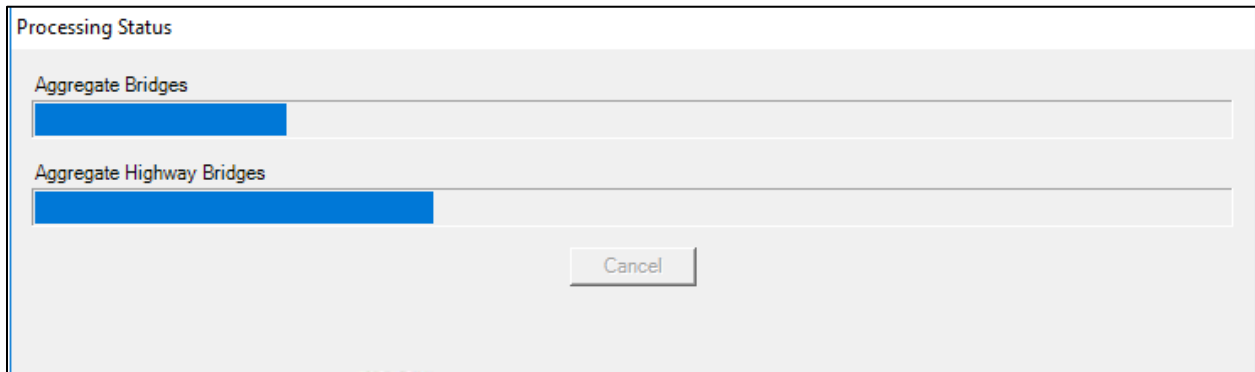 Processing Status
Aggregate Bridges
Aggregate Highway Bridges
Cancel